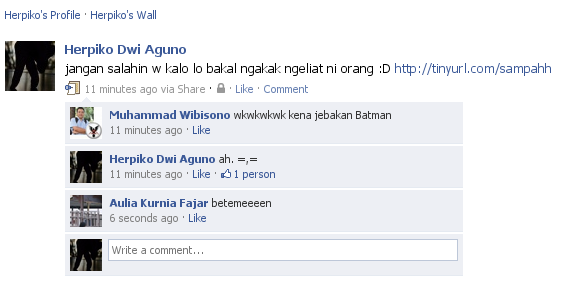 Herpiko's Profile · Herpiko's Wall
Herpiko Dwi Aguno
jangan salahin w kalo lo bakal ngakak ngeliat ni orang :D http://tinyurl.com/sampahh
11 minutes ago via Share · · Like · Comment
Muhammad Wibisono wkwkwkwk kena jebakan Batman
11 minutes ago · Like
Herpiko Dwi Aguno ah. =,=
11 minutes ago · Like · 1 person
Aulia Kurnia Fajar betemeeeen
6 seconds ago · Like
Write a comment...